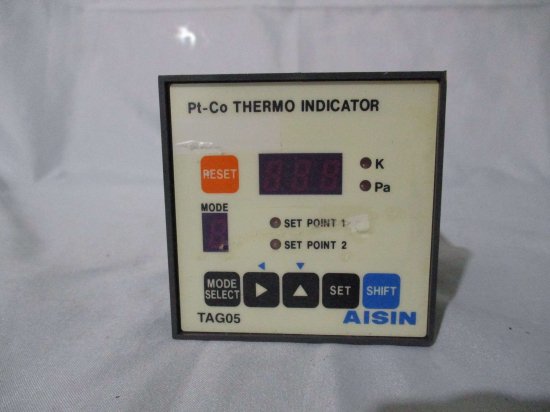 Pt-Co THERMO INDICATOR
RESET
K
Pa
MODE
SET POINT 1
SET POINT 2
MODE SELECT
SET
SHIFT
TAG05
AISIN